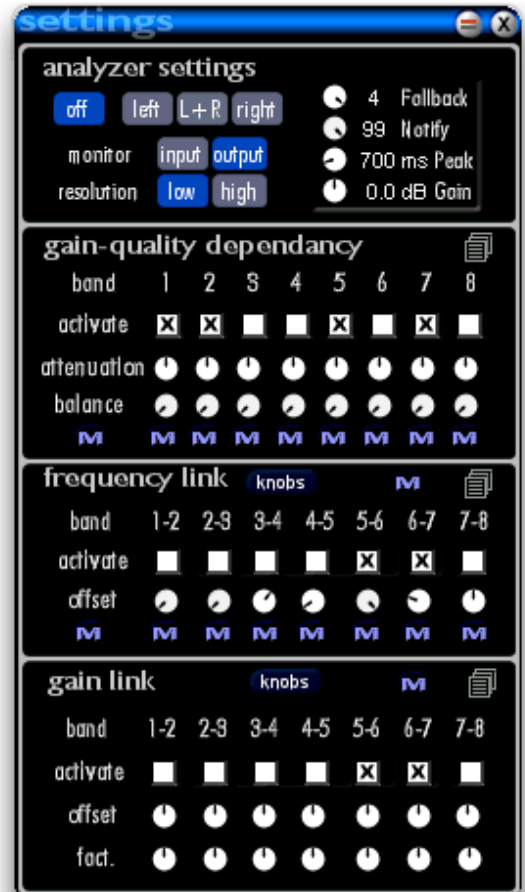 settings
X
analyzer settings
off left L+R right
4 Fallback
99 Notify
monitor input output
700 ms Peak
resolution low high
0.0 dB Gain
gain-quality dependancy
band 1 2 3 4 5 6 7 8
activate X X X X
attenuation
balance
M M M M M M M M M
frequency link knobs M
band 1-2 2-3 3-4 4-5 5-6 6-7 7-8
activate X X
offset
M M M M M M M M
gain link knobs M
band 1-2 2-3 3-4 4-5 5-6 6-7 7-8
activate X X
offset
fact.